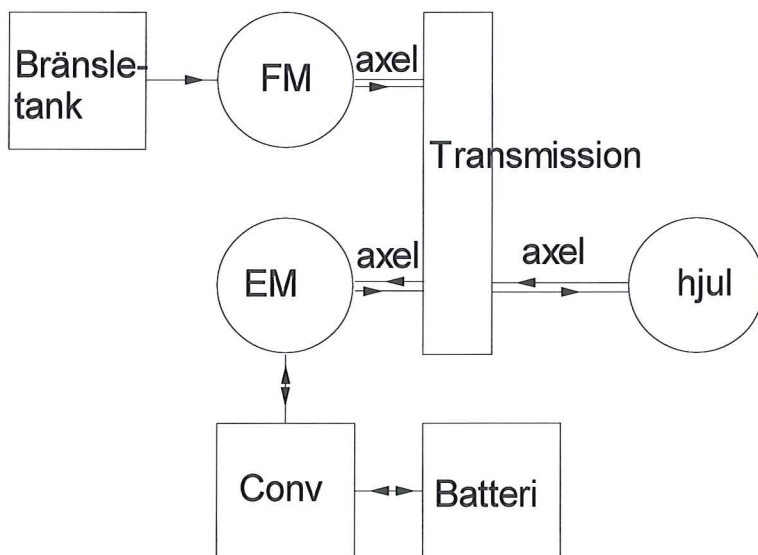 Bränsle-
tank
FM
axel
Transmission
EM
axel
axel
hjul
Conv
Batteri